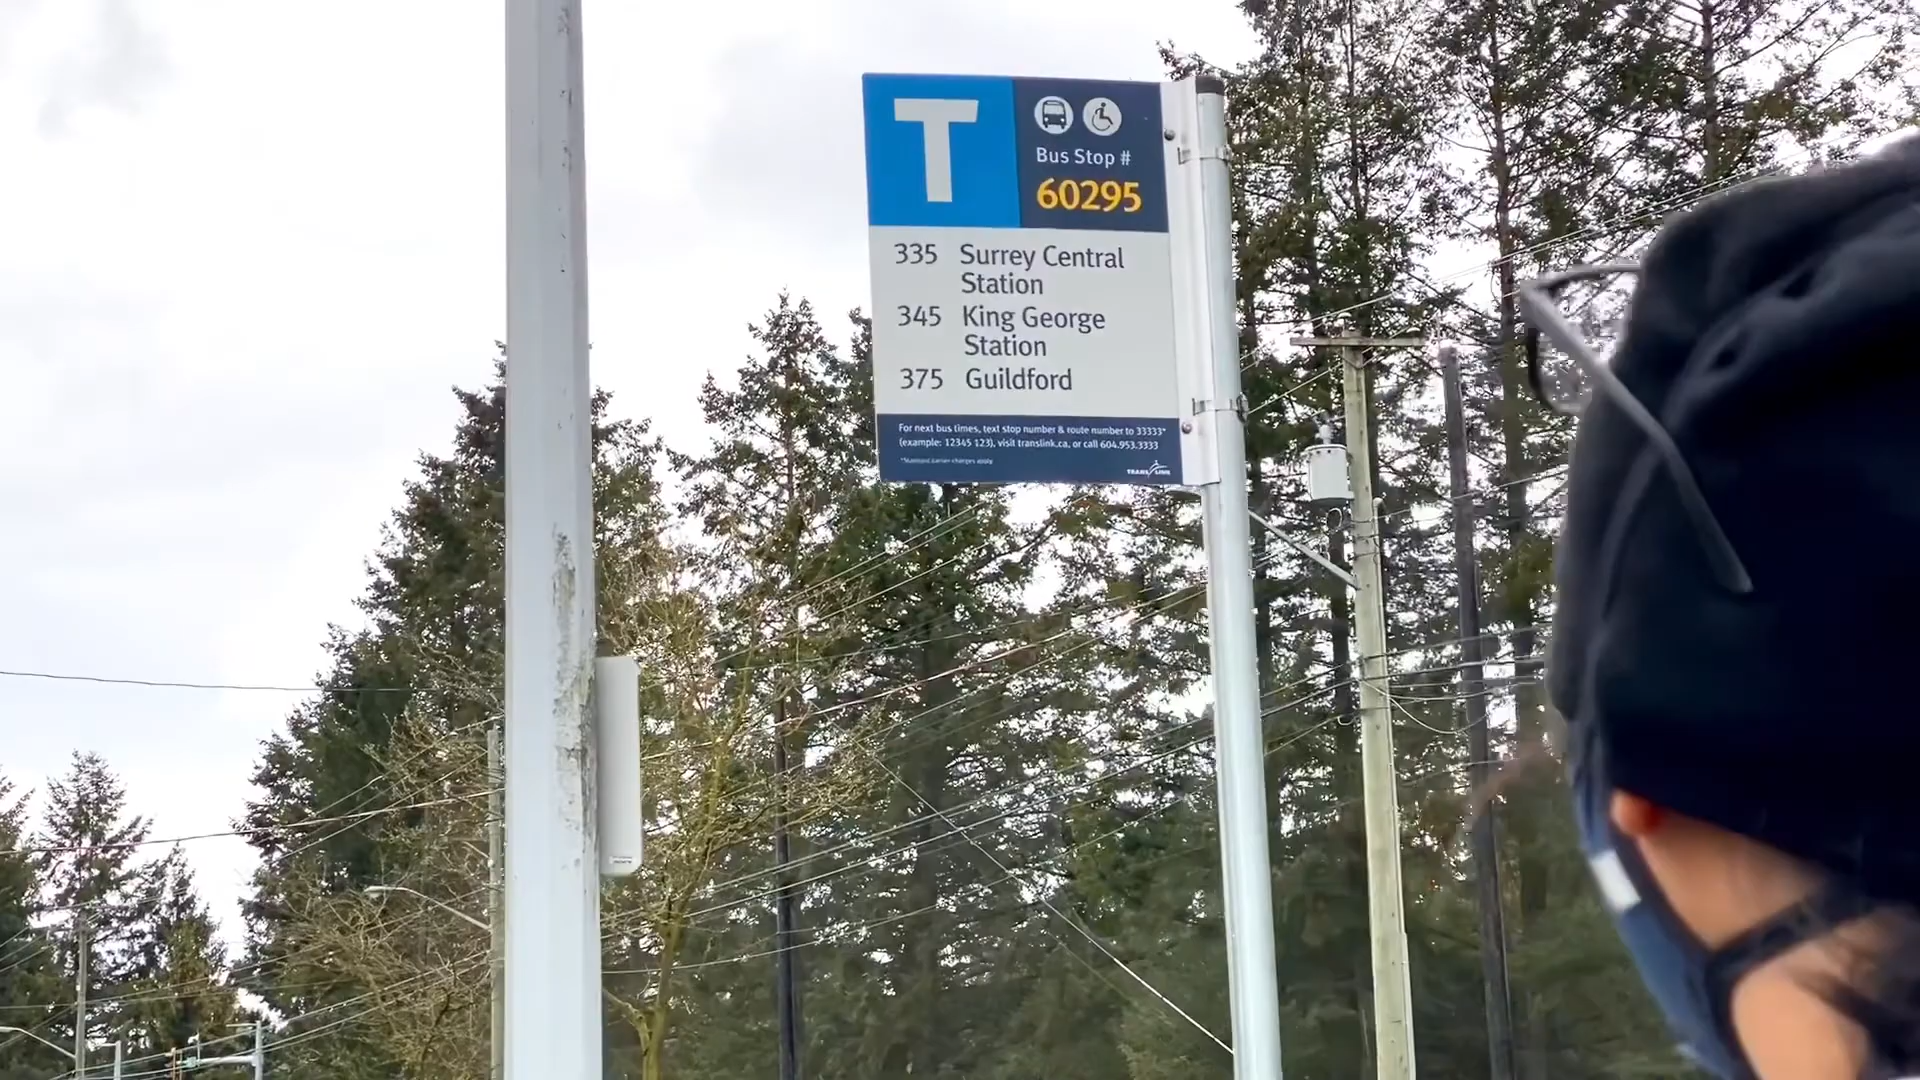 T
Bus Stop #
60295
335 Surrey Central
Station
345 King George
Station
375 Guildford
For next bus times, text stop number & route number to 33333*
(example: 12345 123), visit translink.ca, or call 604.953.3333
*Standard carrier charges apply
TRANSLINK